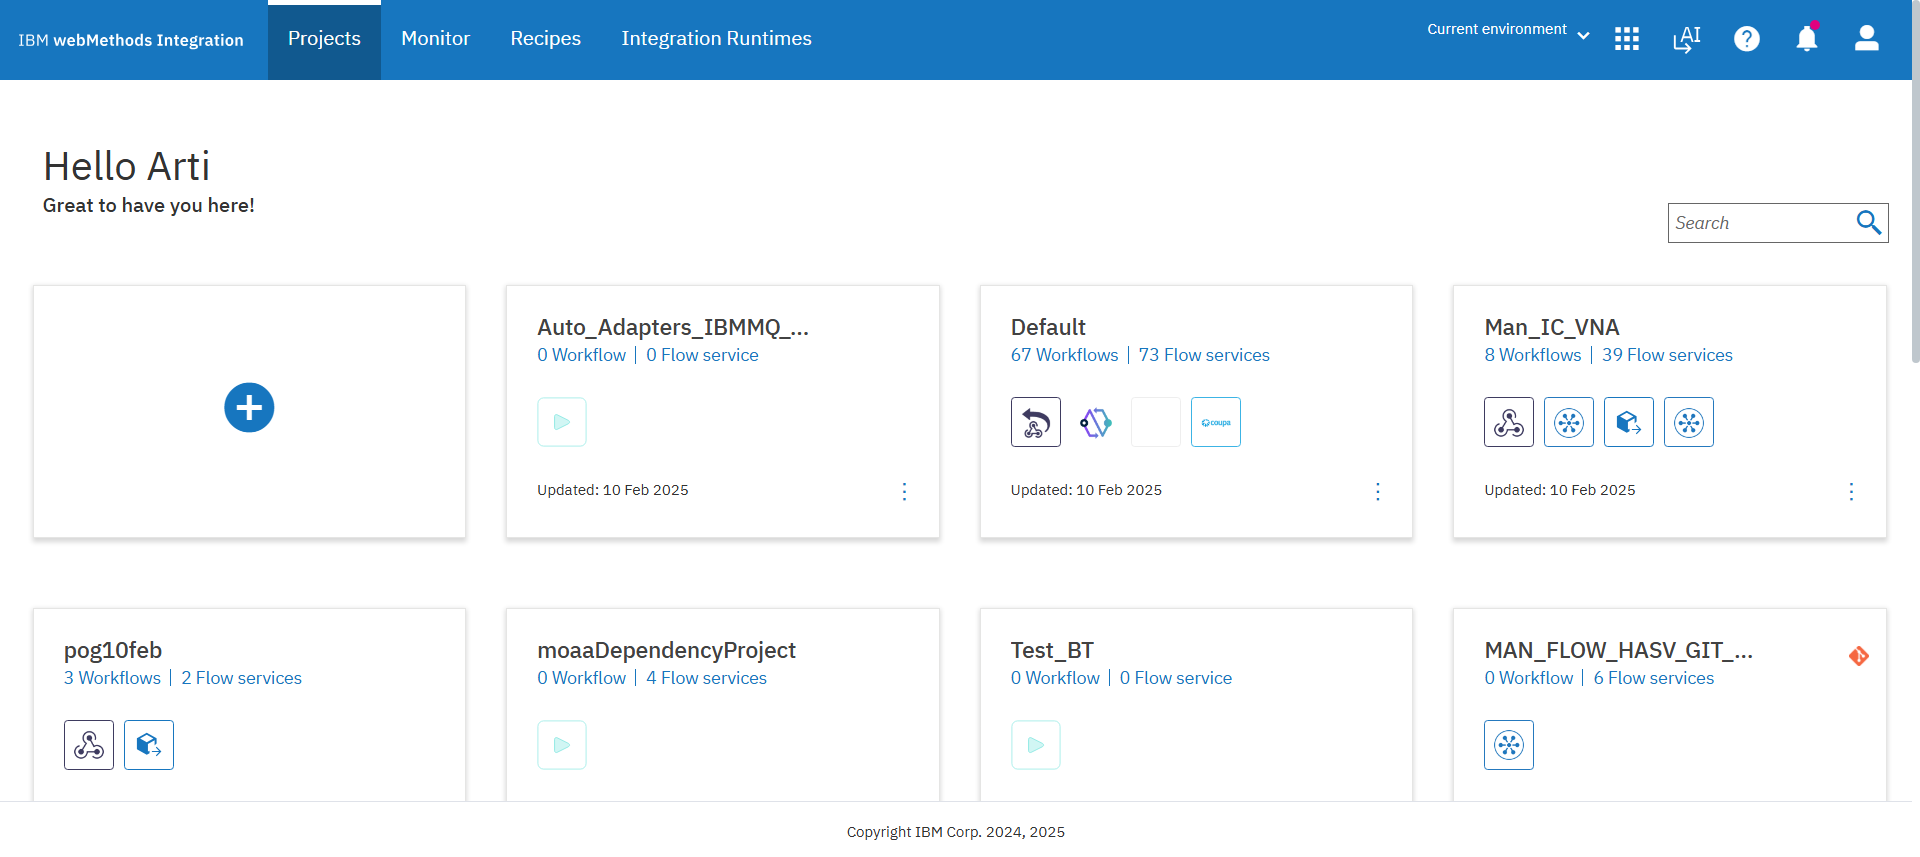 IBM webMethods Integration
Projects
Monitor
Recipes
Integration Runtimes
Current environment
AI
?
Hello Arti
Great to have you here!
Search
Auto_Adapters_IBMMQ_...
0 Workflow | 0 Flow service
Updated: 10 Feb 2025
Default
67 Workflows | 73 Flow services
coupa
Updated: 10 Feb 2025
Man_IC_VNA
8 Workflows | 39 Flow services
Updated: 10 Feb 2025
pog10feb
3 Workflows | 2 Flow services
moaaDependencyProject
0 Workflow | 4 Flow services
Test_BT
0 Workflow | 0 Flow service
MAN_FLOW_HASV_GIT_...
0 Workflow | 6 Flow services
Copyright IBM Corp. 2024, 2025